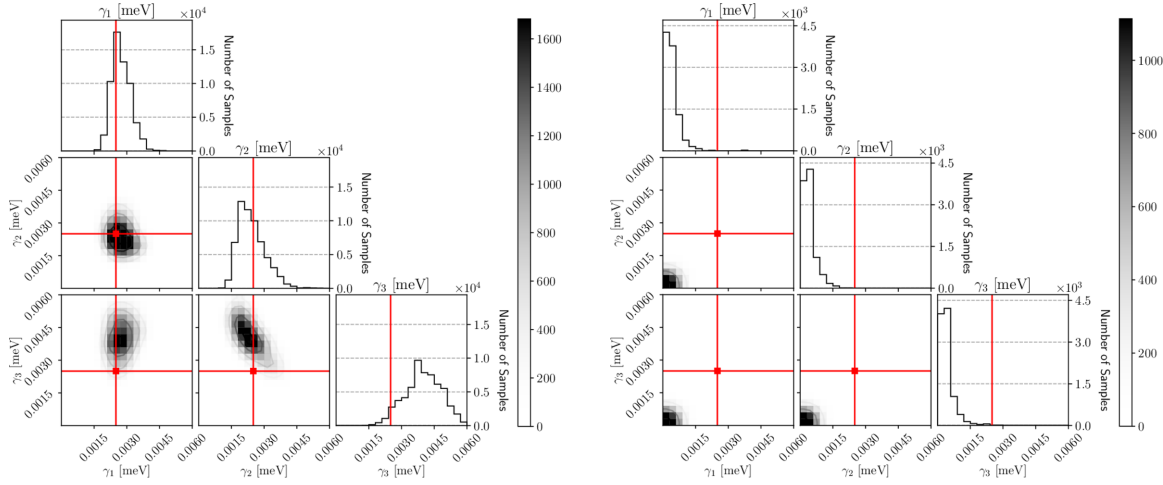 γ1 [meV] ×10^4
1.5
1.0
0.5
0.0
Number of Samples
0.0060
0.0045
0.0030
0.0015
γ2 [meV]
γ2 [meV] ×10^4
1.5
1.0
0.5
0.0
Number of Samples
0.0060
0.0045
0.0030
0.0015
γ3 [meV]
γ3 [meV] ×10^4
1.5
1.0
0.5
0.0
Number of Samples
0.0015 0.0030 0.0045 0.0060
γ1 [meV]
0.0015 0.0030 0.0045 0.0060
γ2 [meV]
0.0015 0.0030 0.0045 0.0060
γ3 [meV]
1600
1400
1200
1000
800
600
400
200
0
γ1 [meV] ×10^3
4.5
3.0
1.5
0.0
Number of Samples
0.0060
0.0045
0.0030
0.0015
γ2 [meV]
γ2 [meV] ×10^3
4.5
3.0
1.5
0.0
Number of Samples
0.0060
0.0045
0.0030
0.0015
γ3 [meV]
γ3 [meV] ×10^3
4.5
3.0
1.5
0.0
Number of Samples
0.0015 0.0030 0.0045 0.0060
γ1 [meV]
0.0015 0.0030 0.0045 0.0060
γ2 [meV]
0.0015 0.0030 0.0045 0.0060
γ3 [meV]
1000
800
600
400
200
0